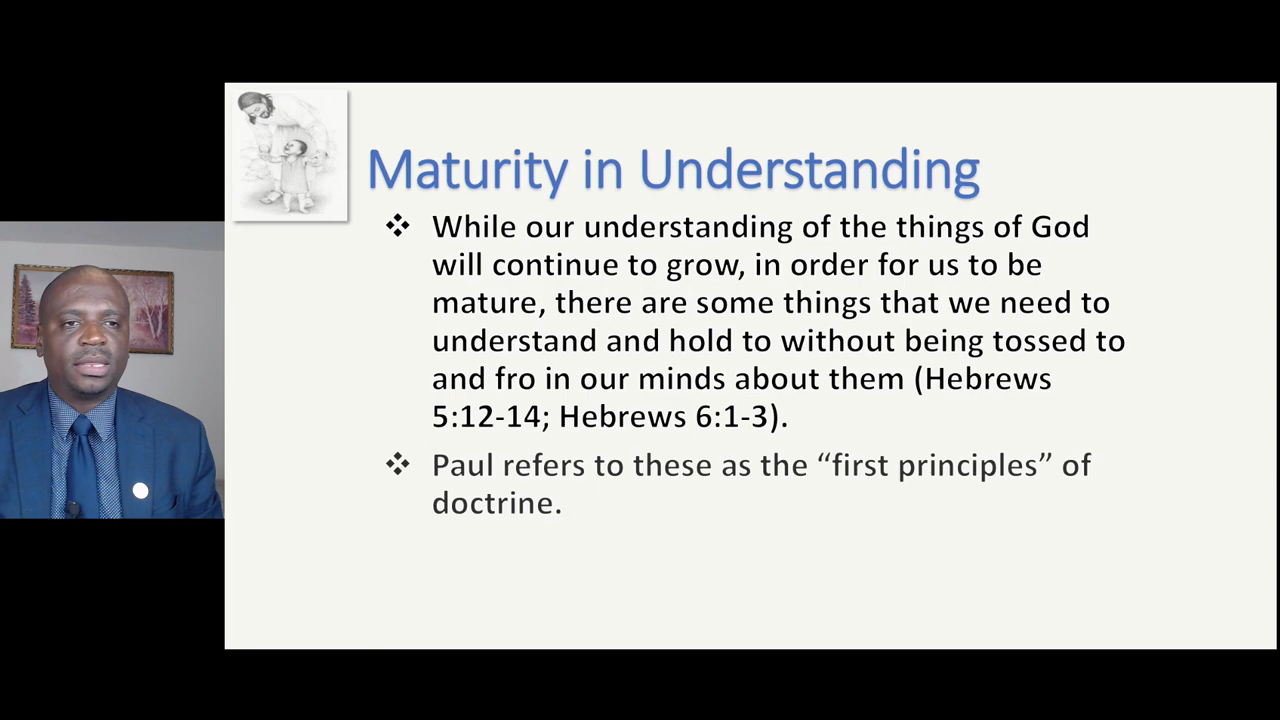 Maturity in Understanding
❖ While our understanding of the things of God
will continue to grow, in order for us to be
mature, there are some things that we need to
understand and hold to without being tossed to
and fro in our minds about them (Hebrews
5:12-14; Hebrews 6:1-3).
❖ Paul refers to these as the “first principles” of
doctrine.